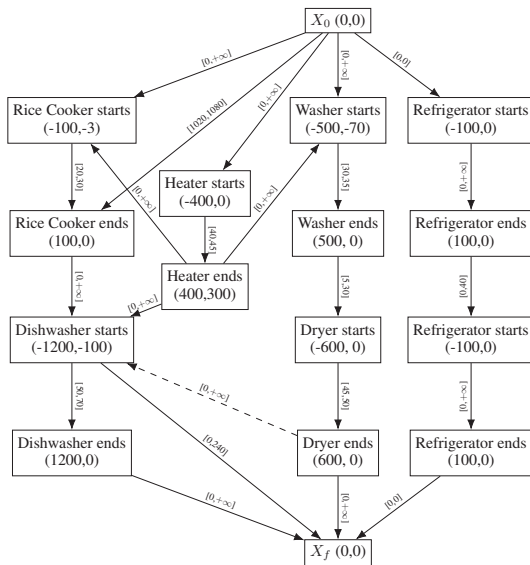 X₀ (0,0)
[0,+∞]
[1020,1080]
[0,+∞]
[0,+∞]
[0,0]
Rice Cooker starts
(-100,-3)
Washer starts
(-500,-70)
Refrigerator starts
(-100,0)
[20,30]
[0,+∞]
Heater starts
(-400,0)
[0,+∞]
[30,35]
[0,+∞]
Rice Cooker ends
(100,0)
[40,45]
Washer ends
(500, 0)
Refrigerator ends
(100,0)
[0,+∞]
Heater ends
(400,300)
[0,+∞]
[5,30]
[0,40]
Dishwasher starts
(-1200,-100)
Dryer starts
(-600, 0)
Refrigerator starts
(-100,0)
[50,70]
[0,+∞]
[45,50]
[0,+∞]
Dishwasher ends
(1200,0)
[0,240]
Dryer ends
(600, 0)
Refrigerator ends
(100,0)
[0,+∞]
[0,+∞]
[0,0]
X_f (0,0)